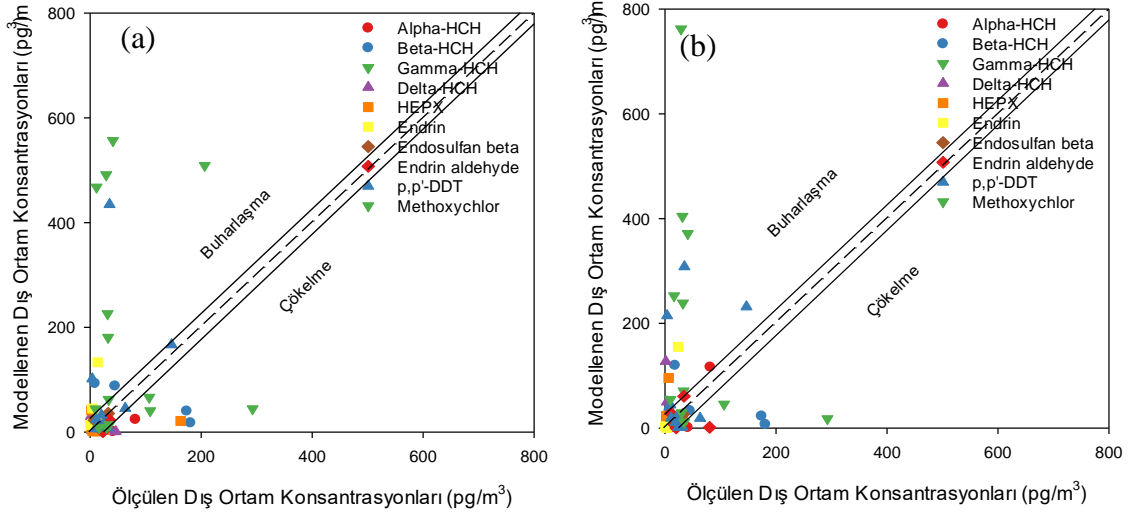 (a)
Modellenen Dış Ortam Konsantrasyonları (pg³)/m
800
600
400
200
0
0 200 400 600 800
Ölçülen Dış Ortam Konsantrasyonları (pg/m³)
Buharlaşma
Çökelme
Alpha-HCH
Beta-HCH
Gamma-HCH
Delta-HCH
HEPX
Endrin
Endosulfan beta
Endrin aldehyde
p,p'-DDT
Methoxychlor
(b)
Modellenen Dış Ortam Konsantrasyonları (pg³)/m
800
600
400
200
0
0 200 400 600 800
Ölçülen Dış Ortam Konsantrasyonları (pg/m³)
Buharlaşma
Çökelme
Alpha-HCH
Beta-HCH
Gamma-HCH
Delta-HCH
HEPX
Endrin
Endosulfan beta
Endrin aldehyde
p,p'-DDT
Methoxychlor